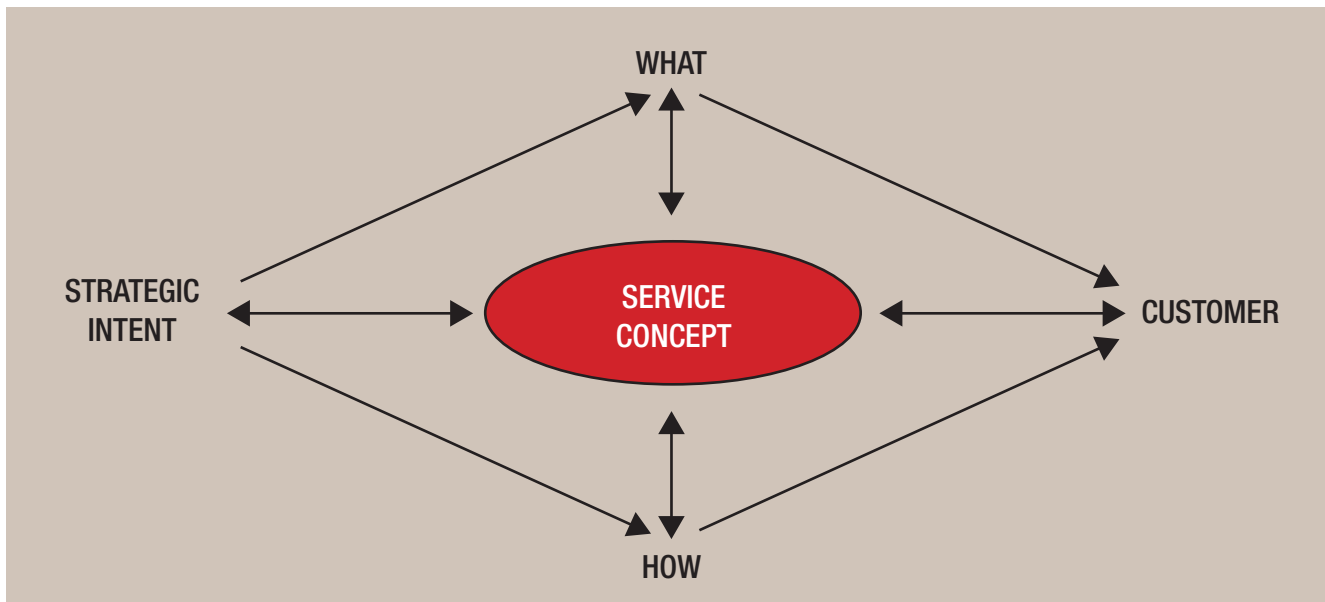 WHAT
STRATEGIC
INTENT
SERVICE
CONCEPT
CUSTOMER
HOW